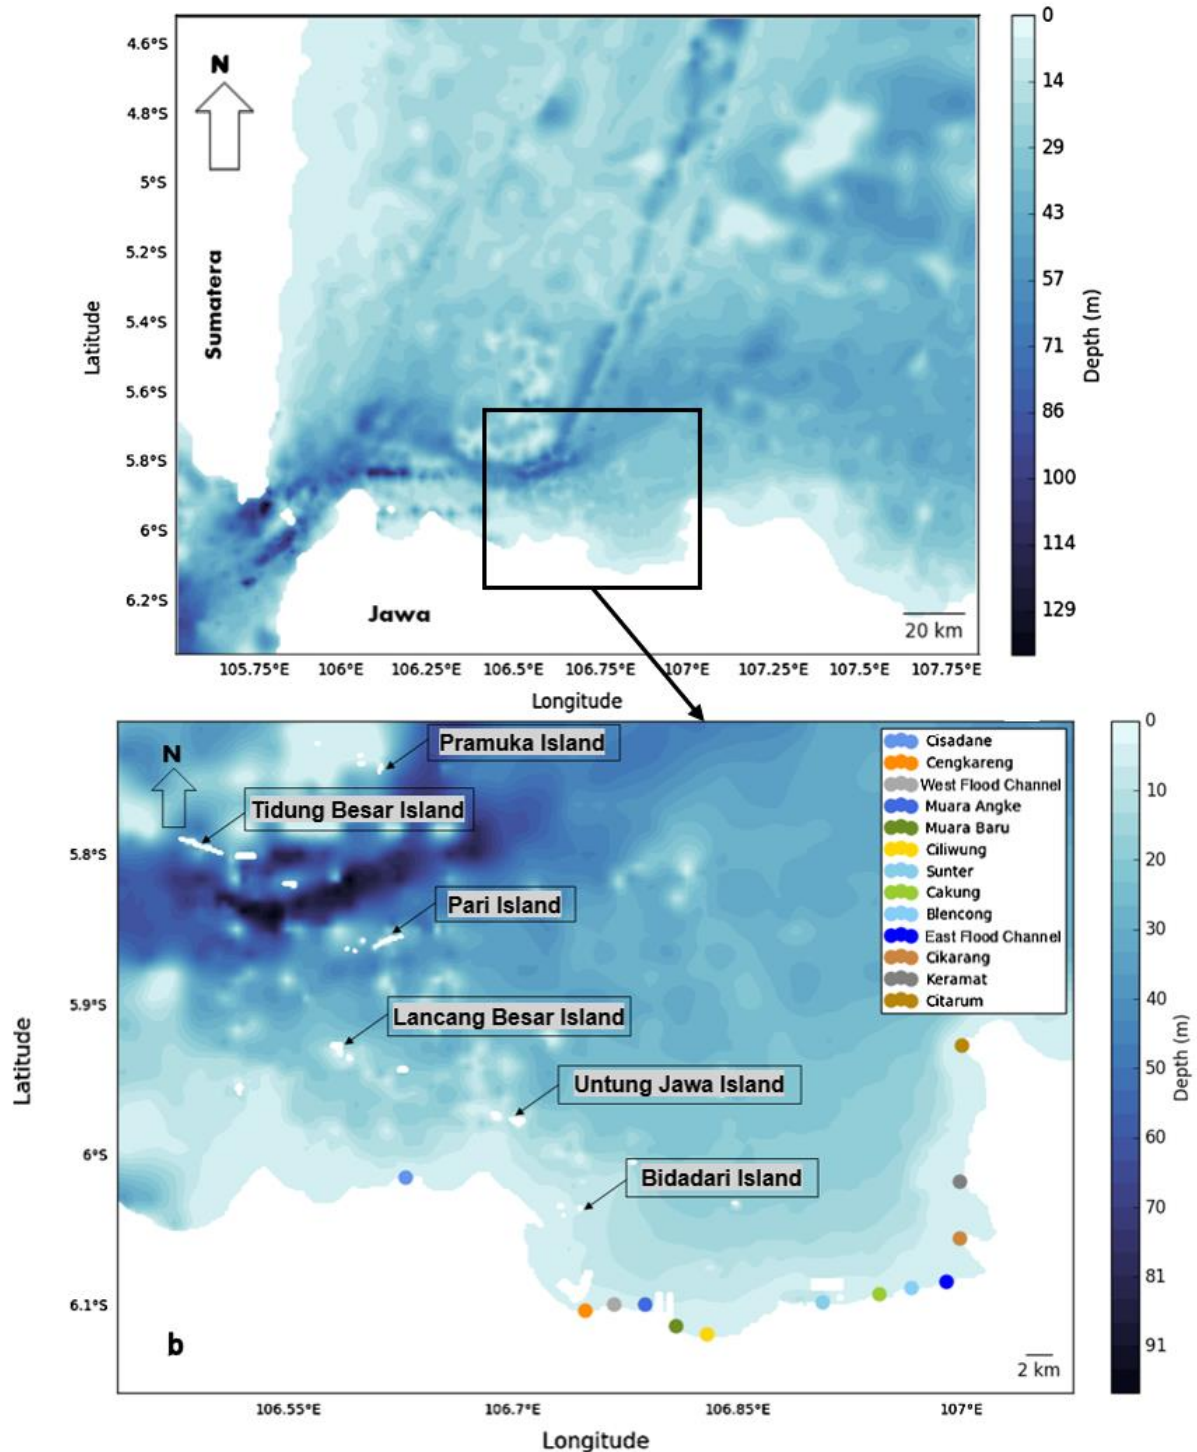 4.6°S
4.8°S
5°S
5.2°S
5.4°S
5.6°S
5.8°S
6°S
6.2°S
Latitude
N
Sumatera
Jawa
20 km
105.75°E 106°E 106.25°E 106.5°E 106.75°E 107°E 107.25°E 107.5°E 107.75°E
Longitude
0
14
29
43
57
71
86
100
114
129
Depth (m)
N
Pramuka Island
Tidung Besar Island
Pari Island
Lancang Besar Island
Untung Jawa Island
Bidadari Island
Cisadane
Cengkareng
West Flood Channel
Muara Angke
Muara Baru
Ciliwung
Sunter
Cakung
Blencong
East Flood Channel
Cikarang
Keramat
Citarum
5.8°S
5.9°S
6°S
6.1°S
Latitude
b
2 km
106.55°E 106.7°E 106.85°E 107°E
Longitude
0
10
20
30
40
50
60
70
81
91
Depth (m)